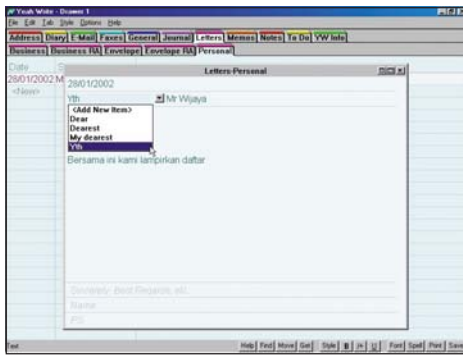 Yeah Write - Drawer 1
File Edit Tab Style Options Help
Address Diary E-Mail Faxes General Journal Letters Memos Notes To Do YW Info
Business Business RA Envelope Envelope RA Personal
Date S
Letters-Personal
28/01/2002 M
28/01/2002
<New>
Yth Mr Wijaya
<Add New Item>
Dear
Dearest
My dearest
Yth
Bersama ini kami lampirkan daftar
Sincerely, Best Regards, etc.
Name
PS:
Text Help Find Move Get Style B I U Font Spell Print Save